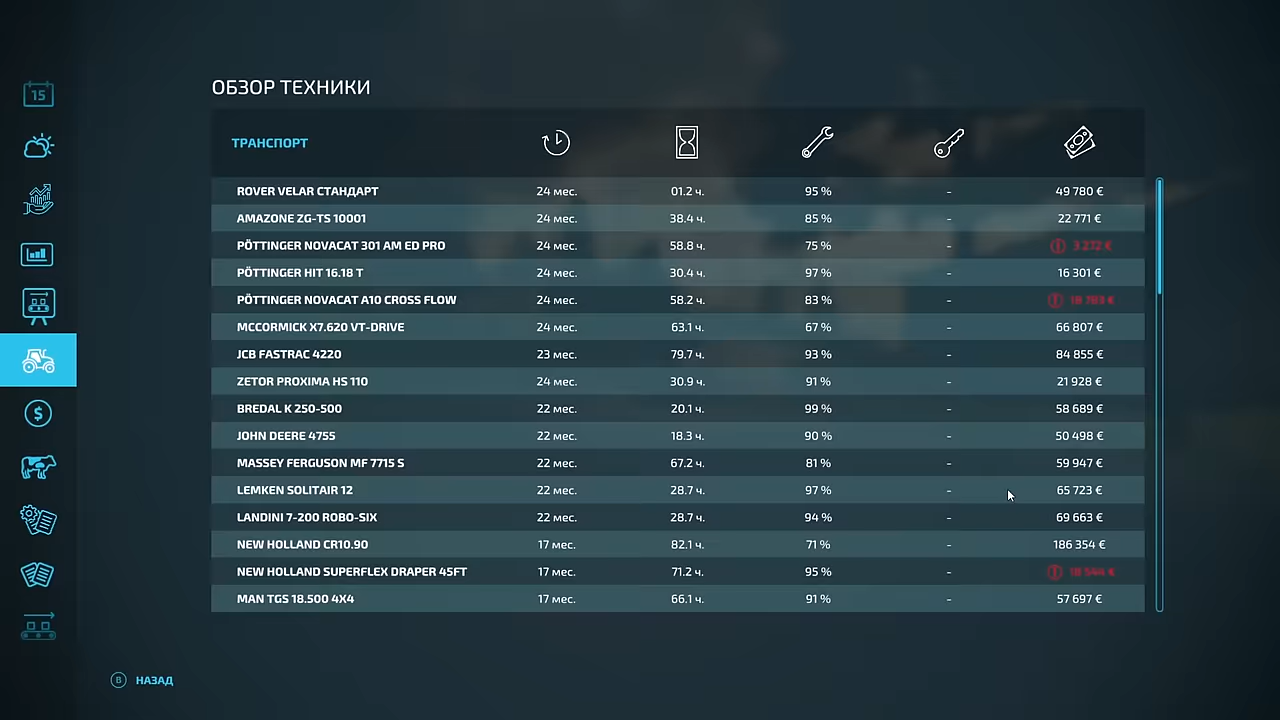 15
ОБЗОР ТЕХНИКИ
ТРАНСПОРТ
ROVER VELAR СТАНДАРТ 24 мес. 01.2 ч. 95 % - 49 780 €
AMAZONE ZG-TS 10001 24 мес. 38.4 ч. 85 % - 22 771 €
PÖTTINGER NOVACAT 301 AM ED PRO 24 мес. 58.8 ч. 75 % -
PÖTTINGER HIT 16.18 T 24 мес. 30.4 ч. 97 % - 16 301 €
PÖTTINGER NOVACAT A10 CROSS FLOW 24 мес. 58.2 ч. 83 % -
MCCORMICK X7.620 VT-DRIVE 24 мес. 63.1 ч. 67 % - 66 807 €
JCB FASTRAC 4220 23 мес. 79.7 ч. 93 % - 84 855 €
ZETOR PROXIMA HS 110 24 мес. 30.9 ч. 91 % - 21 928 €
BREDAL K 250-500 22 мес. 20.1 ч. 99 % - 58 689 €
JOHN DEERE 4755 22 мес. 18.3 ч. 90 % - 50 498 €
MASSEY FERGUSON MF 7715 S 22 мес. 67.2 ч. 81 % - 59 947 €
LEMKEN SOLITAIR 12 22 мес. 28.7 ч. 97 % - 65 723 €
LANDINI 7-200 ROBO-SIX 22 мес. 28.7 ч. 94 % - 69 663 €
NEW HOLLAND CR10.90 17 мес. 82.1 ч. 71 % - 186 354 €
NEW HOLLAND SUPERFLEX DRAPER 45FT 17 мес. 71.2 ч. 95 % -
MAN TGS 18.500 4X4 17 мес. 66.1 ч. 91 % - 57 697 €
B НАЗАД